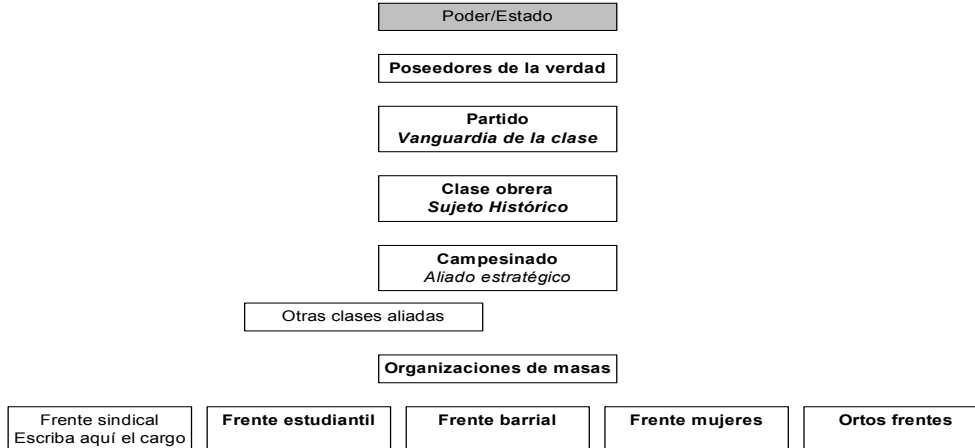 Poder/Estado
Poseedores de la verdad
Partido
Vanguardia de la clase
Clase obrera
Sujeto Histórico
Campesinado
Aliado estratégico
Otras clases aliadas
Organizaciones de masas
Frente sindical
Escriba aquí el cargo
Frente estudiantil
Frente barrial
Frente mujeres
Ortos frentes